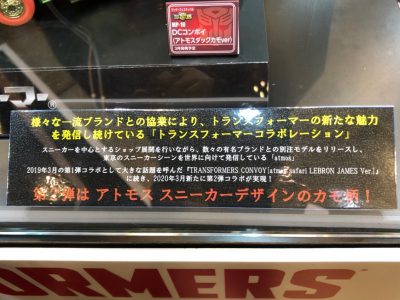 MP-10
DCコンボイ
(アトモスダックカモver)
様々な一流ブランドとの協業により、トランスフォーマーの新たな魅力
を発信し続けている「トランスフォーマーコラボレーション」
スニーカーを中心とするショップ展開を行いながら、数々の有名ブランドとの別注モデルをリリースし、
東京のスニーカーシーンを世界に向けて発信している「atmos」
2019年3月の第1弾コラボとして大きな話題を呼んだ『TRANSFORMERS CONVOY[atmos safari LEBRON JAMES Ver.]』
に続き、2020年3月新たに第2弾コラボが実現!
第2弾は アトモス スニーカーデザインのカモ柄!
ORMERS